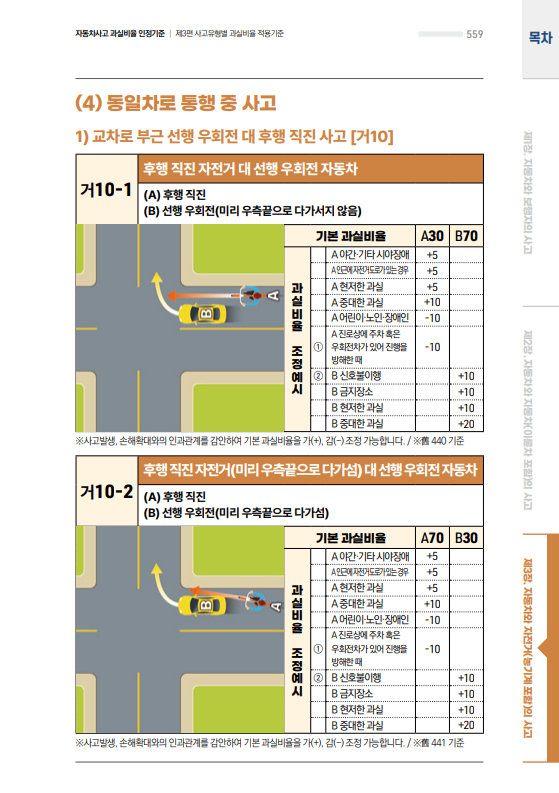 자동차사고 과실비율 인정기준 | 제3편 사고유형별 과실비율 적용기준
559
목차
(4) 동일차로 통행 중 사고
1) 교차로 부근 선행 우회전 대 후행 직진 사고 [거10]
거10-1
후행 직진 자전거 대 선행 우회전 자동차
(A) 후행 직진
(B) 선행 우회전(미리 우측끝으로 다가서지 않음)
A
B
기본 과실비율 A30 B70
과실비율 조정예시
A 야간·기타 시야장애 +5
A 인근에 자전거도로가 있는 경우 +5
A 현저한 과실 +5
A 중대한 과실 +10
A 어린이·노인·장애인 -10
① A 진로상에 주차 혹은
우회전차가 있어 진행을 -10
방해한 때
② B 신호불이행 +10
B 금지장소 +10
B 현저한 과실 +10
B 중대한 과실 +20
※사고발생, 손해확대와의 인과관계를 감안하여 기본 과실비율을 가(+), 감(-) 조정 가능합니다. / ※舊 440 기준
거10-2
후행 직진 자전거(미리 우측끝으로 다가섬) 대 선행 우회전 자동차
(A) 후행 직진
(B) 선행 우회전(미리 우측끝으로 다가섬)
A
B
기본 과실비율 A70 B30
과실비율 조정예시
A 야간·기타 시야장애 +5
A 인근에 자전거도로가 있는 경우 +5
A 현저한 과실 +5
A 중대한 과실 +10
A 어린이·노인·장애인 -10
① A 진로상에 주차 혹은
우회전차가 있어 진행을 -10
방해한 때
② B 신호불이행 +10
B 금지장소 +10
B 현저한 과실 +10
B 중대한 과실 +20
※사고발생, 손해확대와의 인과관계를 감안하여 기본 과실비율을 가(+), 감(-) 조정 가능합니다. / ※舊 441 기준
제1장. 자동차와 보행자의 사고
제2장. 자동차와 자동차(이륜차 포함)의 사고
제3장. 자동차와 자전거(농기계 포함)의 사고